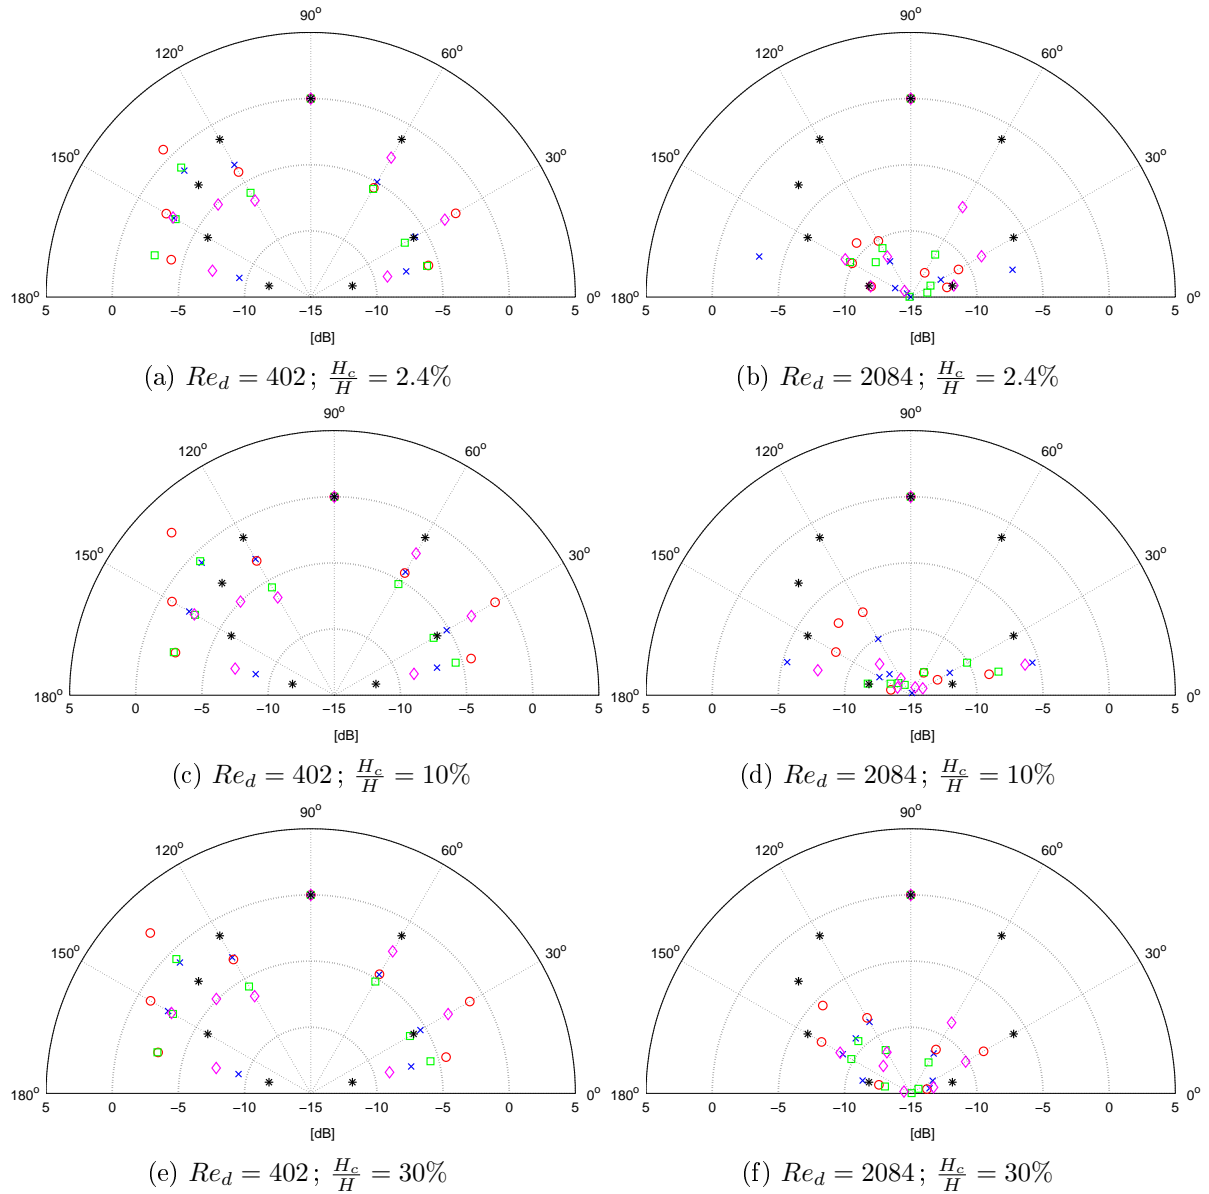 90°
90°
120°
60°
120°
60°
150°
30°
150°
30°
180°
0°
180°
0°
5 0 −5 −10 −15 −10 −5 0 5
5 0 −5 −10 −15 −10 −5 0 5
[dB]
[dB]
(a) Re_d = 402; H_c/H = 2.4%
(b) Re_d = 2084; H_c/H = 2.4%
90°
90°
120°
60°
120°
60°
150°
30°
150°
30°
180°
0°
180°
0°
5 0 −5 −10 −15 −10 −5 0 5
5 0 −5 −10 −15 −10 −5 0 5
[dB]
[dB]
(c) Re_d = 402; H_c/H = 10%
(d) Re_d = 2084; H_c/H = 10%
90°
90°
120°
60°
120°
60°
150°
30°
150°
30°
180°
0°
180°
0°
5 0 −5 −10 −15 −10 −5 0 5
5 0 −5 −10 −15 −10 −5 0 5
[dB]
[dB]
(e) Re_d = 402; H_c/H = 30%
(f) Re_d = 2084; H_c/H = 30%